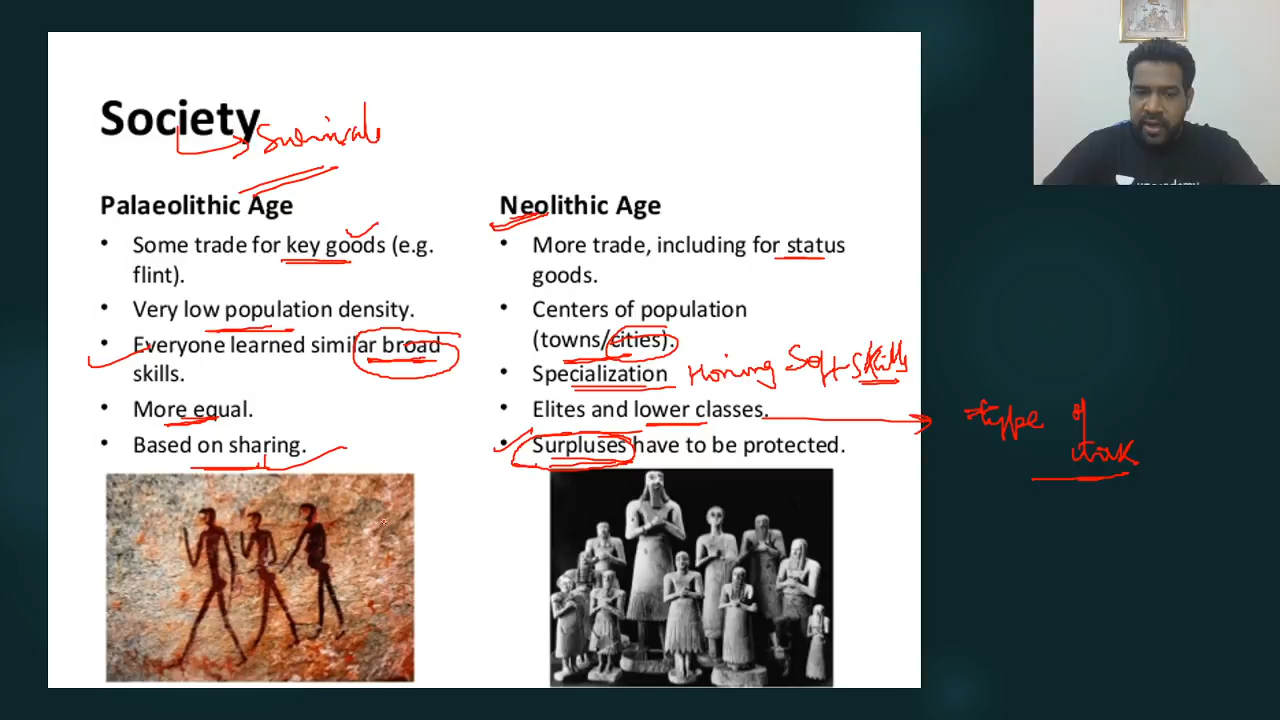 Society
Survivals
Palaeolithic Age
• Some trade for key goods (e.g.
flint).
• Very low population density.
• Everyone learned similar broad
skills.
• More equal.
• Based on sharing.
Neolithic Age
• More trade, including for status
goods.
• Centers of population
(towns/cities).
• Specialization Honing Soft Skills
• Elites and lower classes.
• Surpluses have to be protected.
type of
work